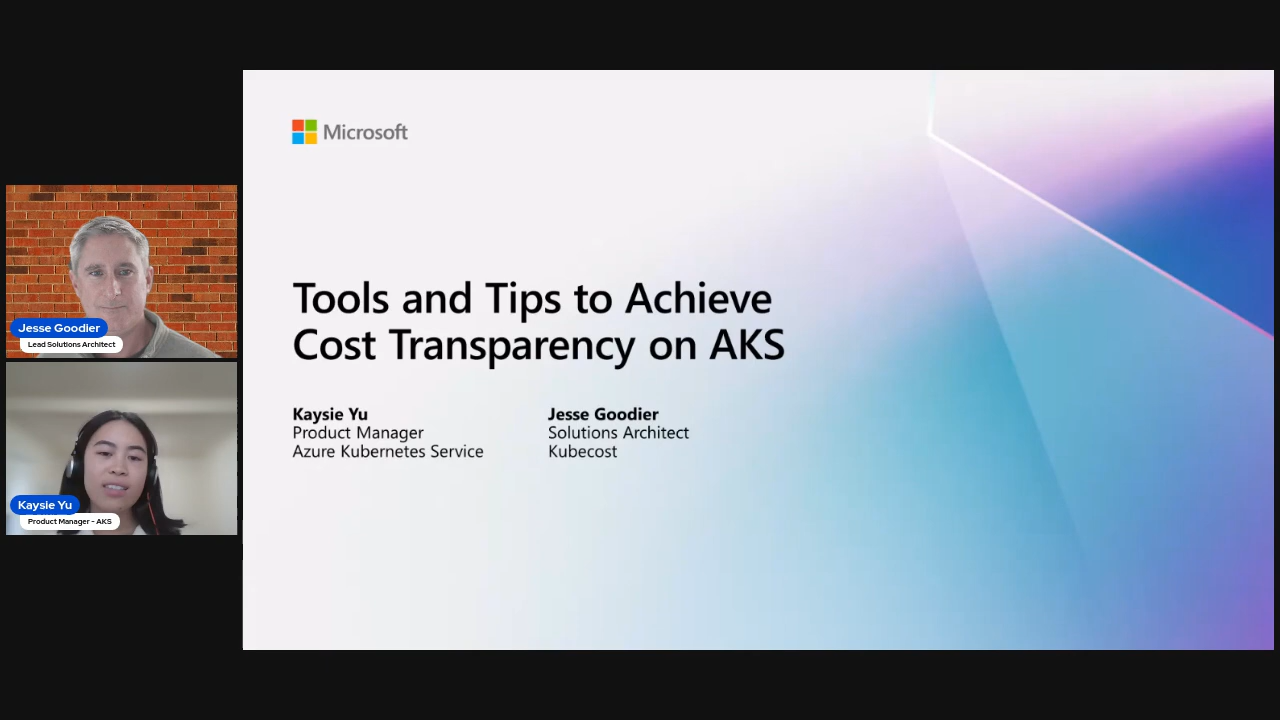 Microsoft
Tools and Tips to Achieve
Cost Transparency on AKS
Kaysie Yu
Product Manager
Azure Kubernetes Service
Jesse Goodier
Solutions Architect
Kubecost
Jesse Goodier
Lead Solutions Architect
Kaysie Yu
Product Manager - AKS